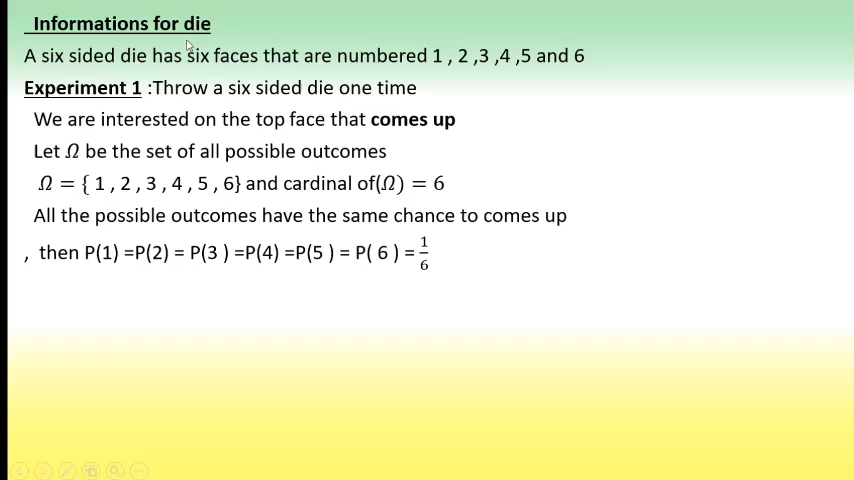 Informations for die
A six sided die has six faces that are numbered 1 , 2 ,3 ,4 ,5 and 6
Experiment 1 :Throw a six sided die one time
We are interested on the top face that comes up
Let Ω be the set of all possible outcomes
Ω = { 1 , 2 , 3 , 4 , 5 , 6} and cardinal of(Ω) = 6
All the possible outcomes have the same chance to comes up
, then P(1) =P(2) = P(3 ) =P(4) =P(5 ) = P( 6 ) = 1/6